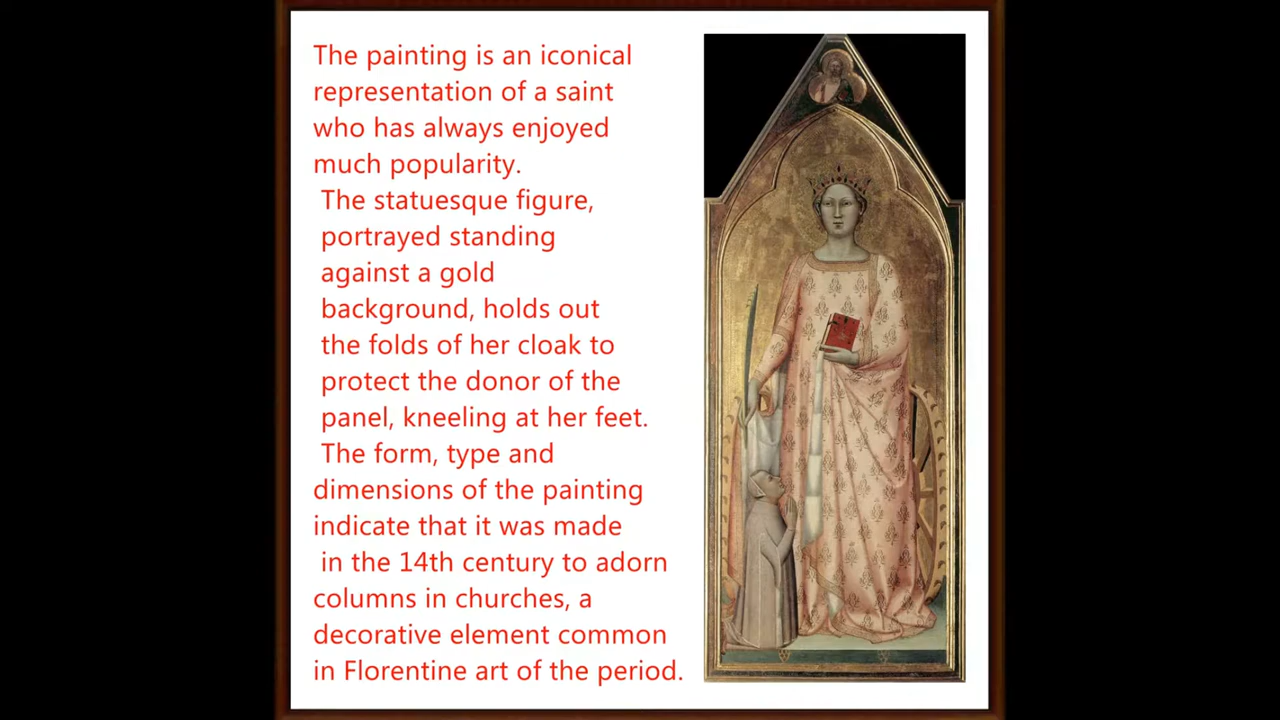 The painting is an iconical
representation of a saint
who has always enjoyed
much popularity.
The statuesque figure,
portrayed standing
against a gold
background, holds out
the folds of her cloak to
protect the donor of the
panel, kneeling at her feet.
The form, type and
dimensions of the painting
indicate that it was made
in the 14th century to adorn
columns in churches, a
decorative element common
in Florentine art of the period.